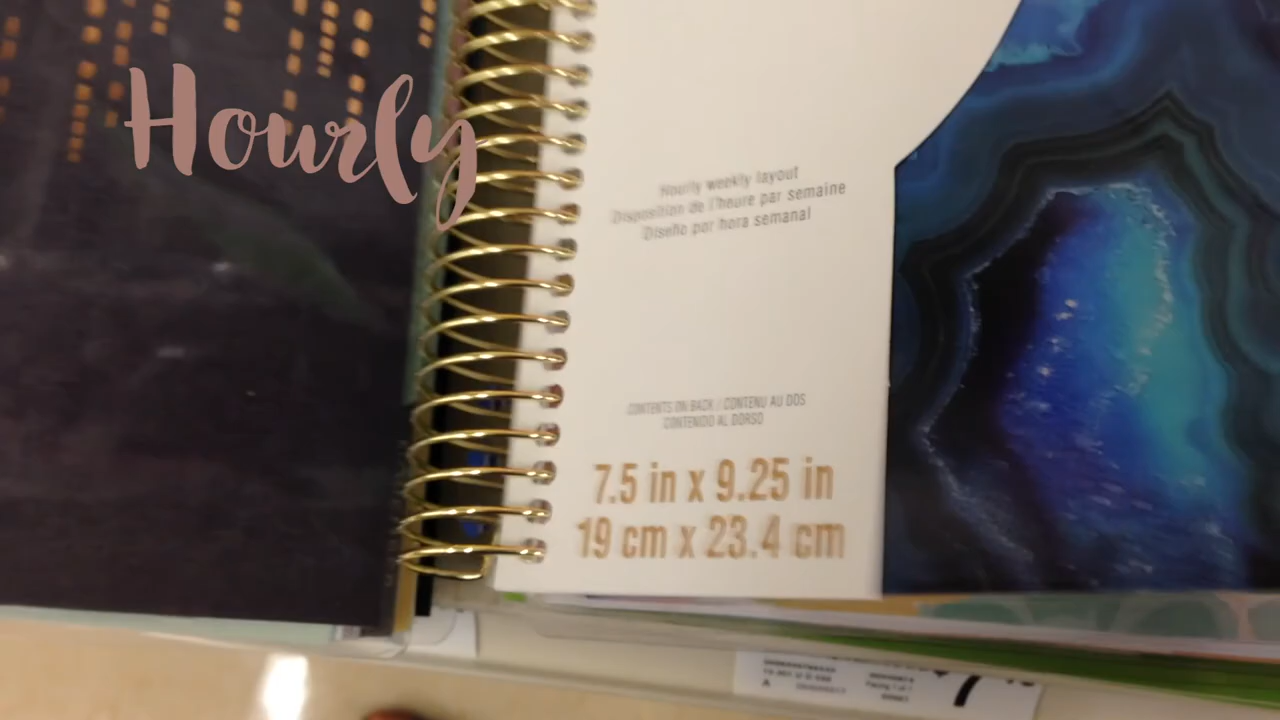 Hourly
Hourly weekly layout
Disposition de l'heure par semaine
Diseño por hora semanal
CONTENTS ON BACK / CONTENU AU DOS
CONTENIDO AL DORSO
7.5 in x 9.25 in
19 cm x 23.4 cm
A
7